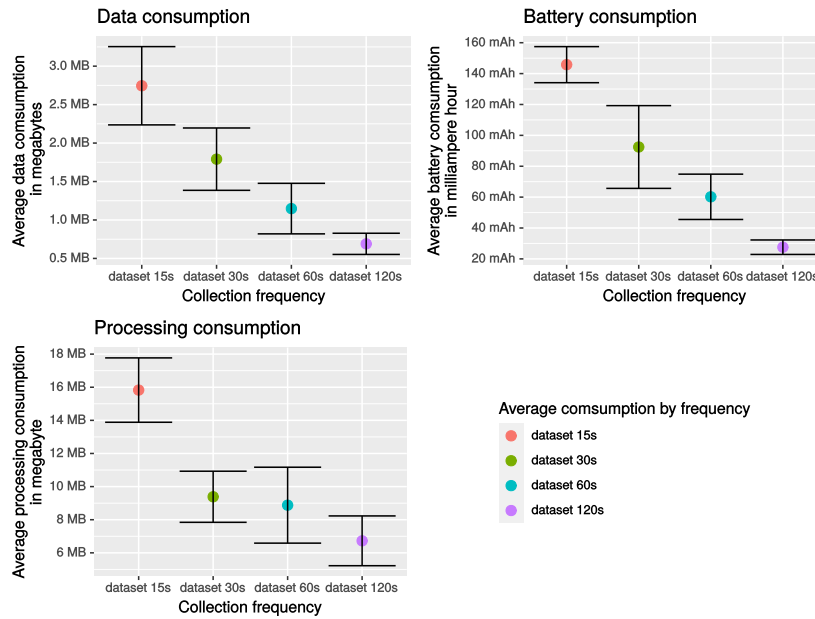 Data consumption
Average data comsumption
in megabytes
3.0 MB
2.5 MB
2.0 MB
1.5 MB
1.0 MB
0.5 MB
dataset 15s
dataset 30s
dataset 60s
dataset 120s
Collection frequency
Battery consumption
Average battery comsumption
in milliampere hour
160 mAh
140 mAh
120 mAh
100 mAh
80 mAh
60 mAh
40 mAh
20 mAh
dataset 15s
dataset 30s
dataset 60s
dataset 120s
Collection frequency
Processing consumption
Average processing consumption
in megabyte
18 MB
16 MB
14 MB
12 MB
10 MB
8 MB
6 MB
dataset 15s
dataset 30s
dataset 60s
dataset 120s
Collection frequency
Average comsumption by frequency
dataset 15s
dataset 30s
dataset 60s
dataset 120s